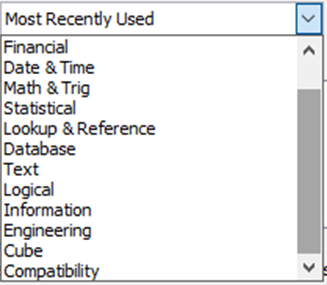 Most Recently Used
Financial
Date & Time
Math & Trig
Statistical
Lookup & Reference
Database
Text
Logical
Information
Engineering
Cube
Compatibility